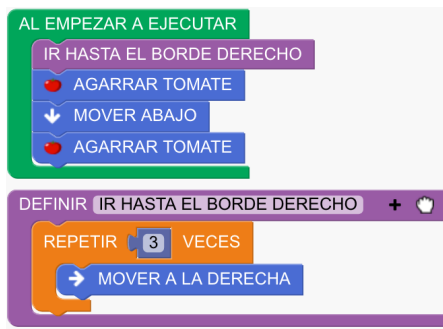 AL EMPEZAR A EJECUTAR
IR HASTA EL BORDE DERECHO
AGARRAR TOMATE
MOVER ABAJO
AGARRAR TOMATE
DEFINIR IR HASTA EL BORDE DERECHO +
REPETIR 3 VECES
MOVER A LA DERECHA